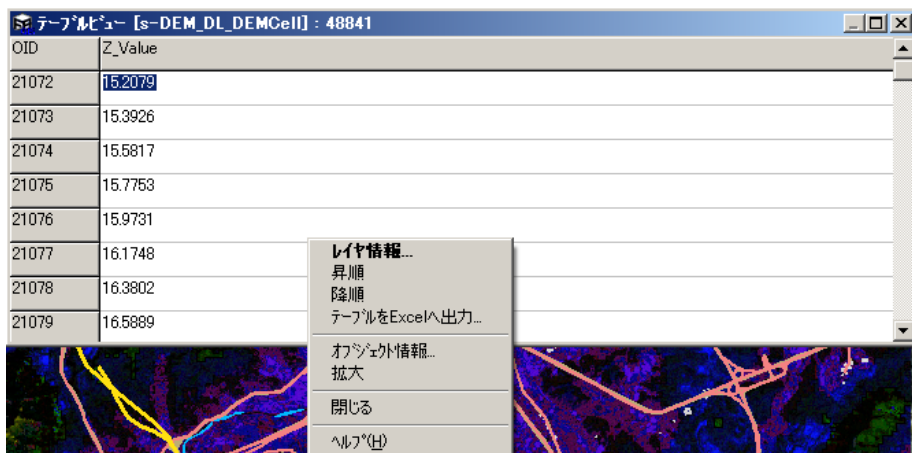 テーブルビュー [s-DEM_DL_DEMCell] : 48841
OID Z_Value
21072 15.2079
21073 15.3926
21074 15.5817
21075 15.7753
21076 15.9731
21077 16.1748
21078 16.3802
21079 16.5889
レイヤ情報...
昇順
降順
テーブルをExcelへ出力...
オブジェクト情報...
拡大
閉じる
ヘルプ(H)